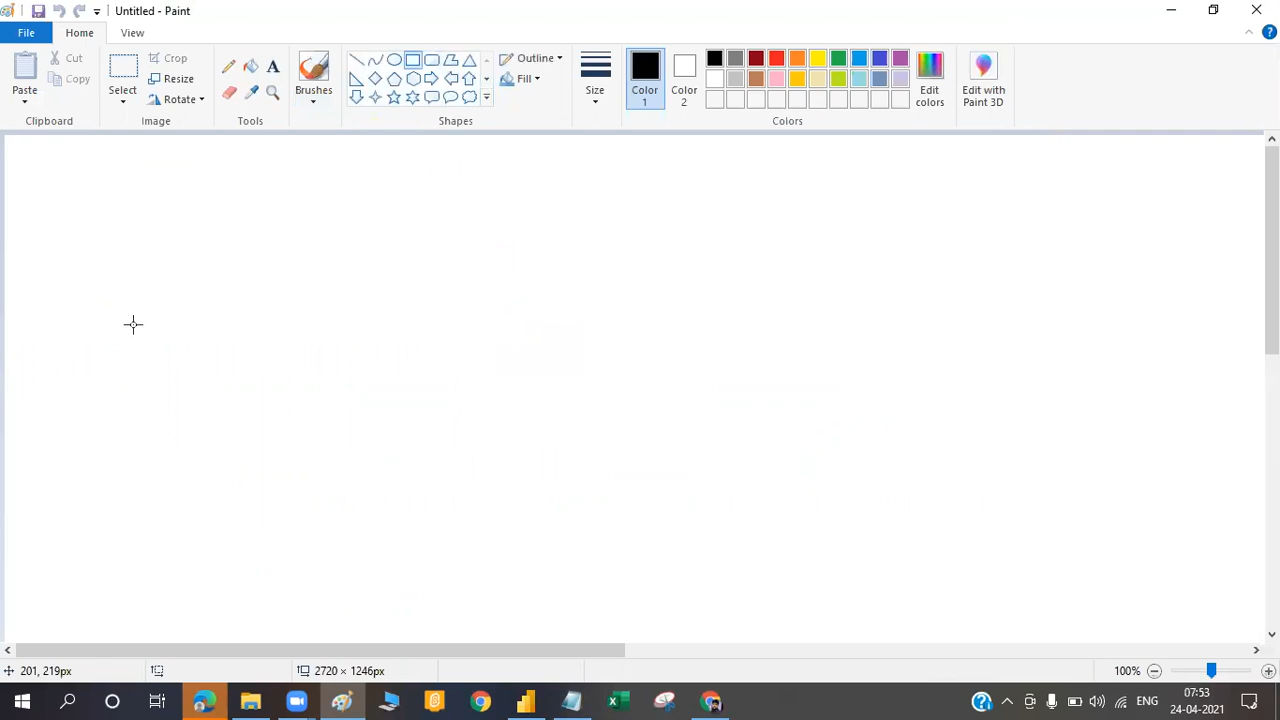 Untitled - Paint
File Home View
Paste
Cut
Copy
Clipboard
Select
Crop
Resize
Rotate
Image
A
Tools
Brushes
Shapes
Outline
Fill
Size
Color 1
Color 2
Colors
Edit colors
Edit with Paint 3D
201, 219px
2720 × 1246px
100%
ENG
07:53
24-04-2021